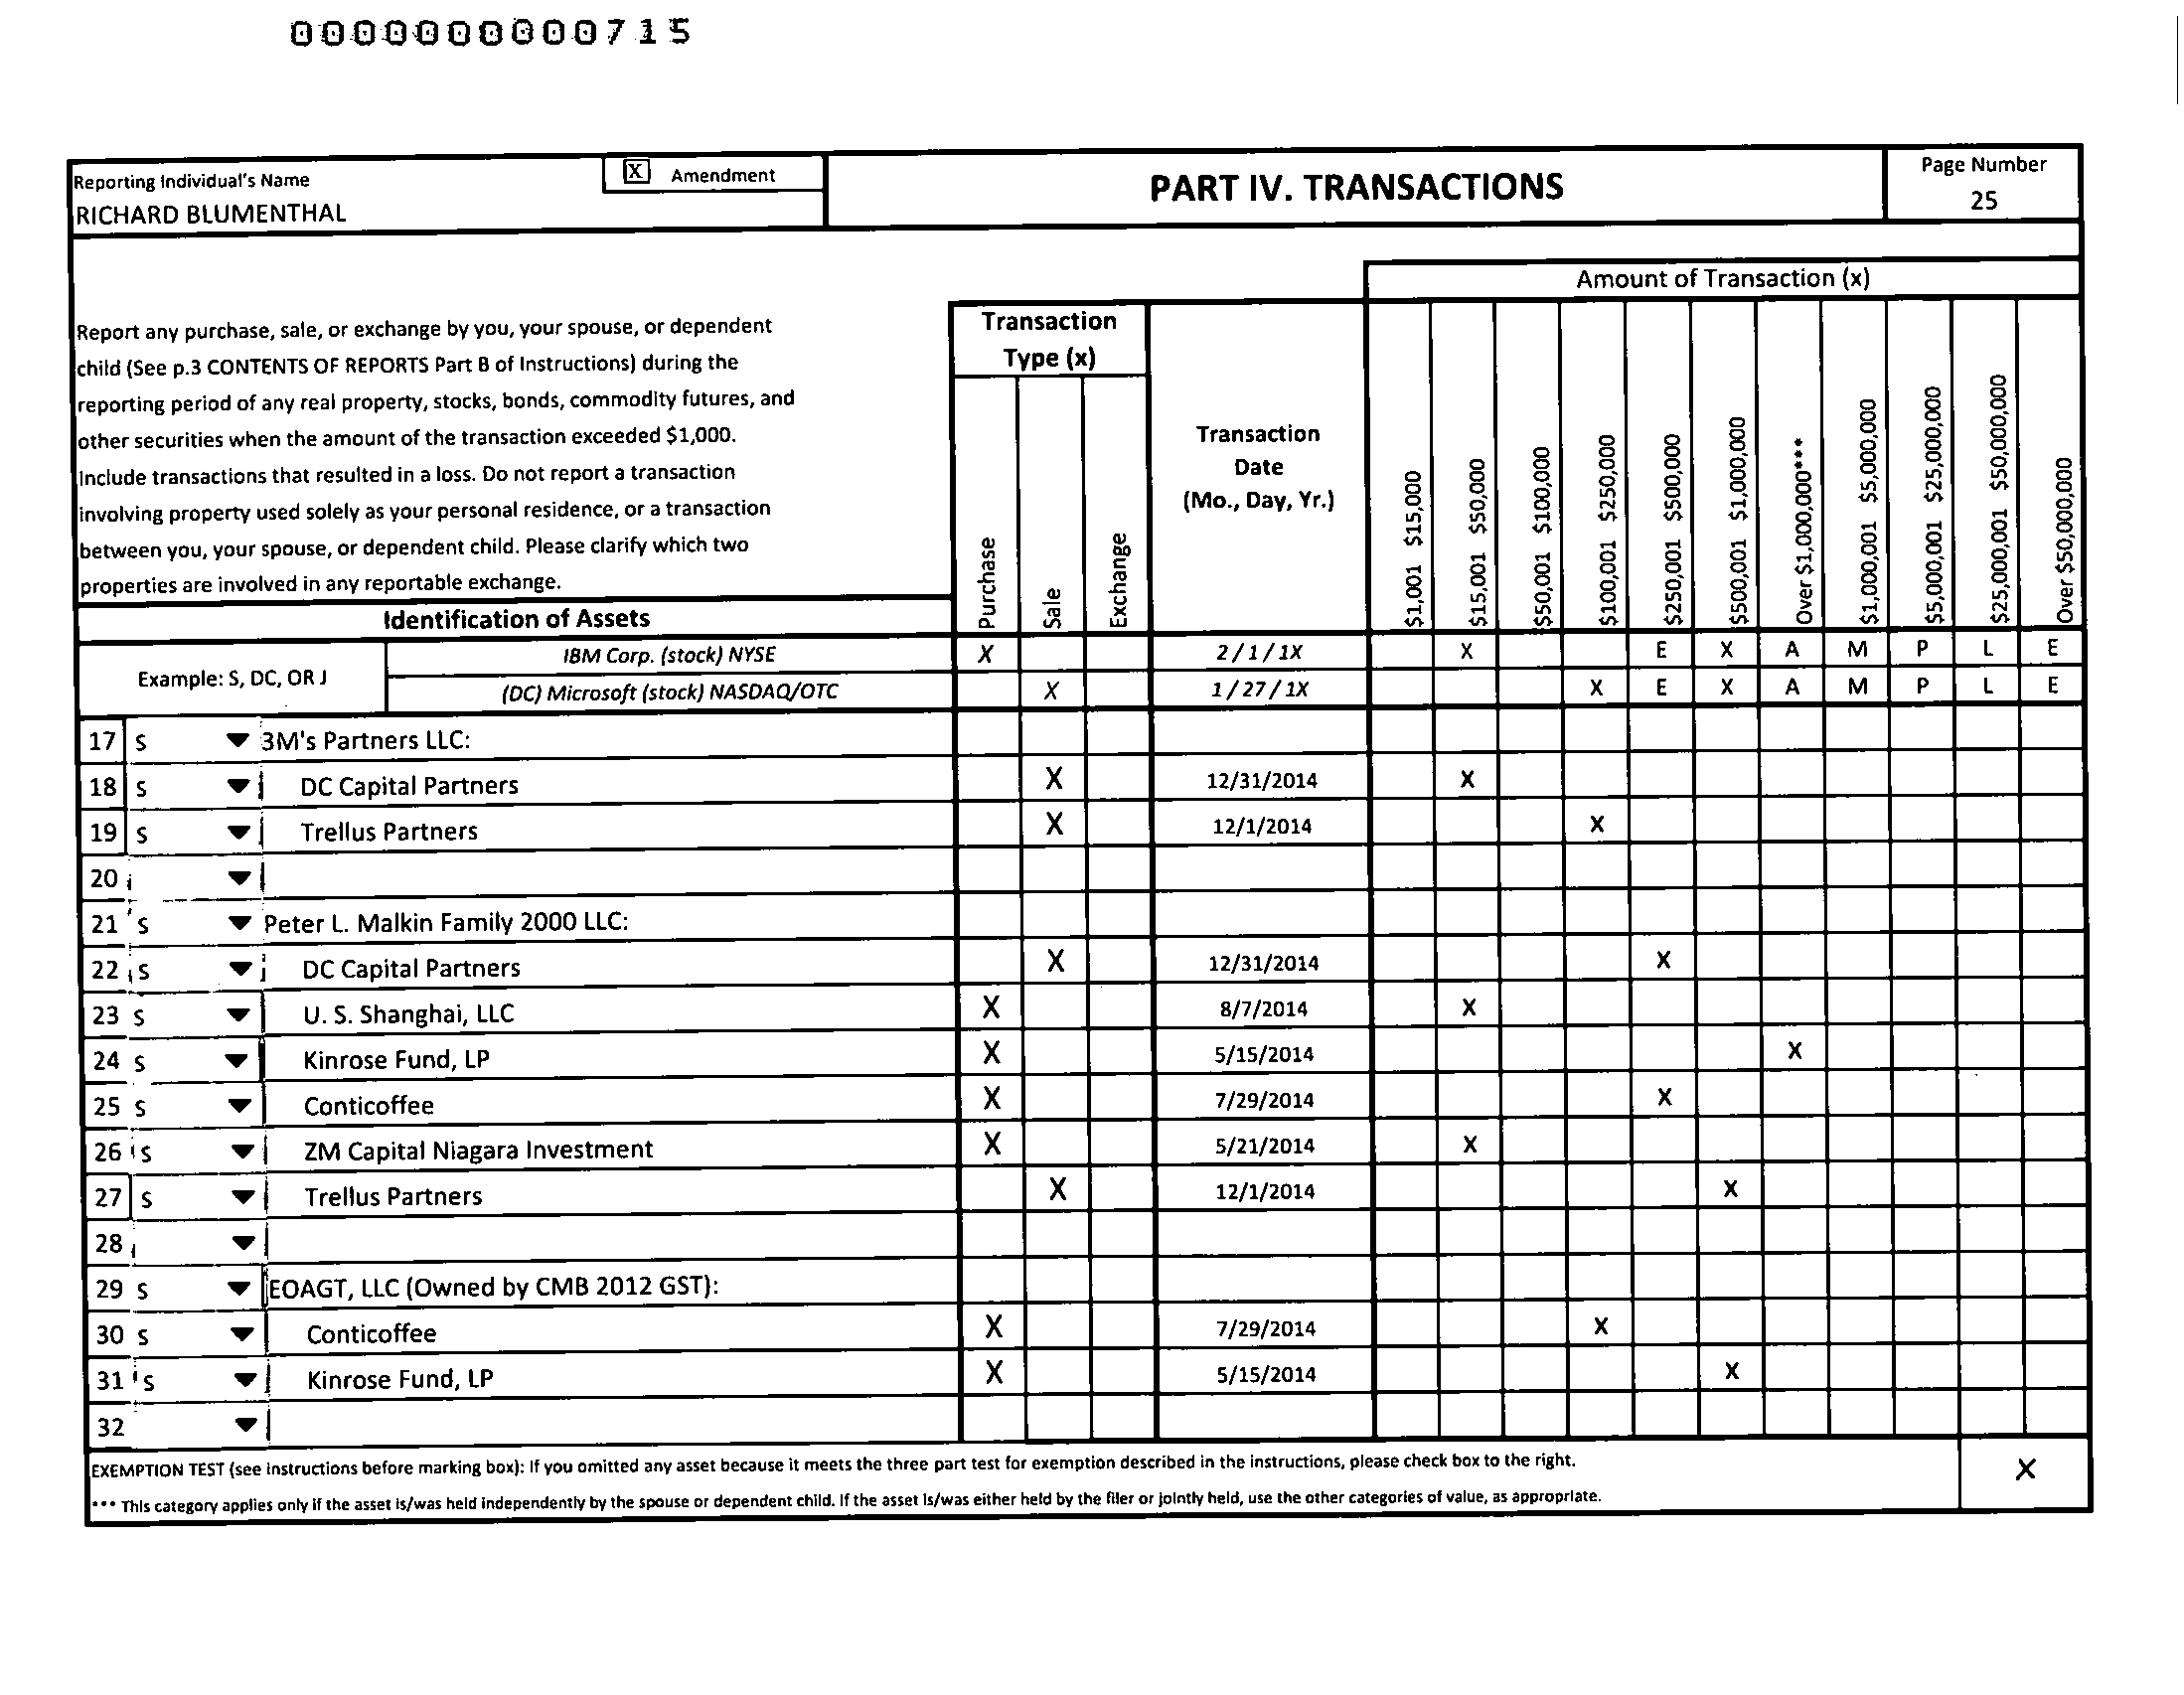 000000000715
Reporting Individual's Name
RICHARD BLUMENTHAL
X Amendment
PART IV. TRANSACTIONS
Page Number
25
Report any purchase, sale, or exchange by you, your spouse, or dependent
child (See p.3 CONTENTS OF REPORTS Part B of Instructions) during the
reporting period of any real property, stocks, bonds, commodity futures, and
other securities when the amount of the transaction exceeded $1,000.
Include transactions that resulted in a loss. Do not report a transaction
involving property used solely as your personal residence, or a transaction
between you, your spouse, or dependent child. Please clarify which two
properties are involved in any reportable exchange.
Identification of Assets
Transaction
Type (x)
Purchase
Sale
Exchange
Transaction
Date
(Mo., Day, Yr.)
Amount of Transaction (x)
$1,001 $15,000
$15,001 $50,000
$50,001 $100,000
$100,001 $250,000
$250,001 $500,000
$500,001 $1,000,000
Over $1,000,000***
$1,000,001 $5,000,000
$5,000,001 $25,000,000
$25,000,001 $50,000,000
Over $50,000,000
Example: S, DC, OR J
IBM Corp. (stock) NYSE X 2/1/1X X E X A M P L E
(DC) Microsoft (stock) NASDAQ/OTC X 1/27/1X X E X A M P L E
17 S 3M's Partners LLC:
18 S DC Capital Partners X 12/31/2014 X
19 S Trellus Partners X 12/1/2014 X
20
21 S Peter L. Malkin Family 2000 LLC:
22 S DC Capital Partners X 12/31/2014 X
23 S U. S. Shanghai, LLC X 8/7/2014 X
24 S Kinrose Fund, LP X 5/15/2014 X
25 S Conticoffee X 7/29/2014 X
26 S ZM Capital Niagara Investment X 5/21/2014 X
27 S Trellus Partners X 12/1/2014 X
28
29 S EOAGT, LLC (Owned by CMB 2012 GST):
30 S Conticoffee X 7/29/2014 X
31 S Kinrose Fund, LP X 5/15/2014 X
32
EXEMPTION TEST (see instructions before marking box): If you omitted any asset because it meets the three part test for exemption described in the instructions, please check box to the right. X
*** This category applies only if the asset is/was held independently by the spouse or dependent child. If the asset is/was either held by the filer or jointly held, use the other categories of value, as appropriate.